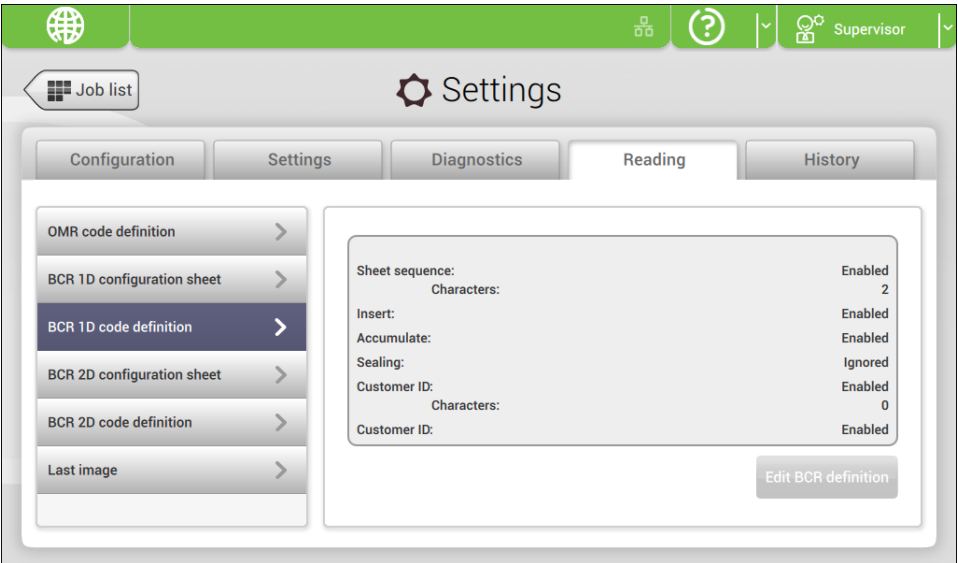 Supervisor
Job list
Settings
Configuration
Settings
Diagnostics
Reading
History
OMR code definition
BCR 1D configuration sheet
BCR 1D code definition
BCR 2D configuration sheet
BCR 2D code definition
Last image
Sheet sequence: Enabled
Characters: 2
Insert: Enabled
Accumulate: Enabled
Sealing: Ignored
Customer ID: Enabled
Characters: 0
Customer ID: Enabled
Edit BCR definition